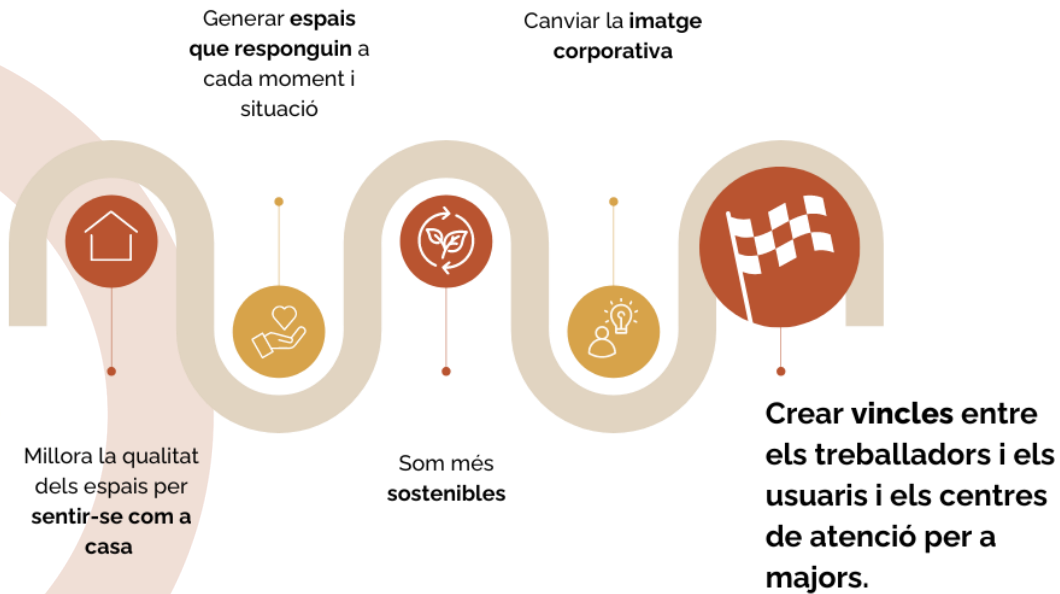 Generar espais
que responguin a
cada moment i
situació
Canviar la imatge
corporativa
Millora la qualitat
dels espais per
sentir-se com a
casa
Som més
sostenibles
Crear vincles entre
els treballadors i els
usuaris i els centres
de atenció per a
majors.